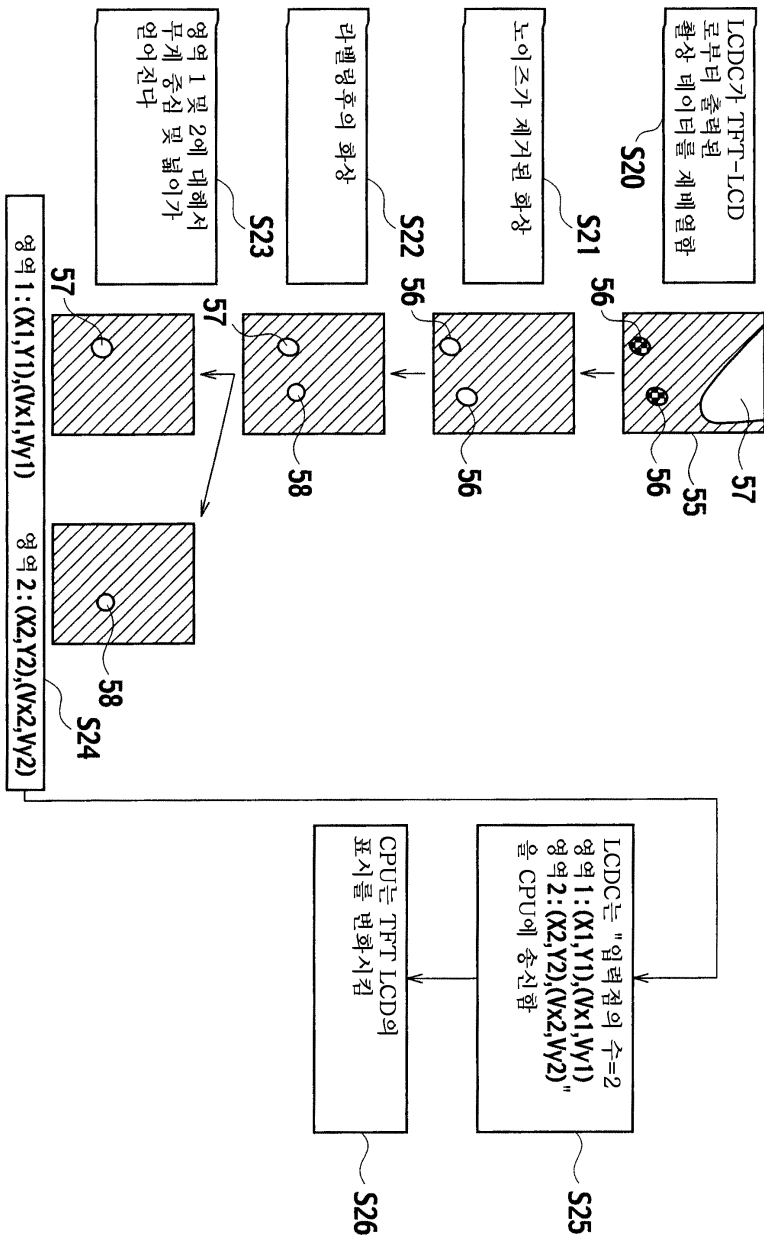 LCDC가 TFT-LCD
로부터 출력된
화상 데이터를 재배열함
S20
57
55
56
56
노이즈가 제거된 화상
S21
56
56
라벨링후의 화상
S22
57
58
영역 1 및 2에 대해서
무게 중심 및 넓이가
얻어진다
S23
57
58
영역 1 : (X1,Y1),(Vx1,Vy1) 영역 2 : (X2,Y2),(Vx2,Vy2)
S24
LCDC는 "입력점의 수=2
영역 1 : (X1,Y1),(Vx1,Vy1)
영역 2 : (X2,Y2),(Vx2,Vy2)"
을 CPU에 송신함
S25
CPU는 TFT LCD의
표시를 변화시킴
S26